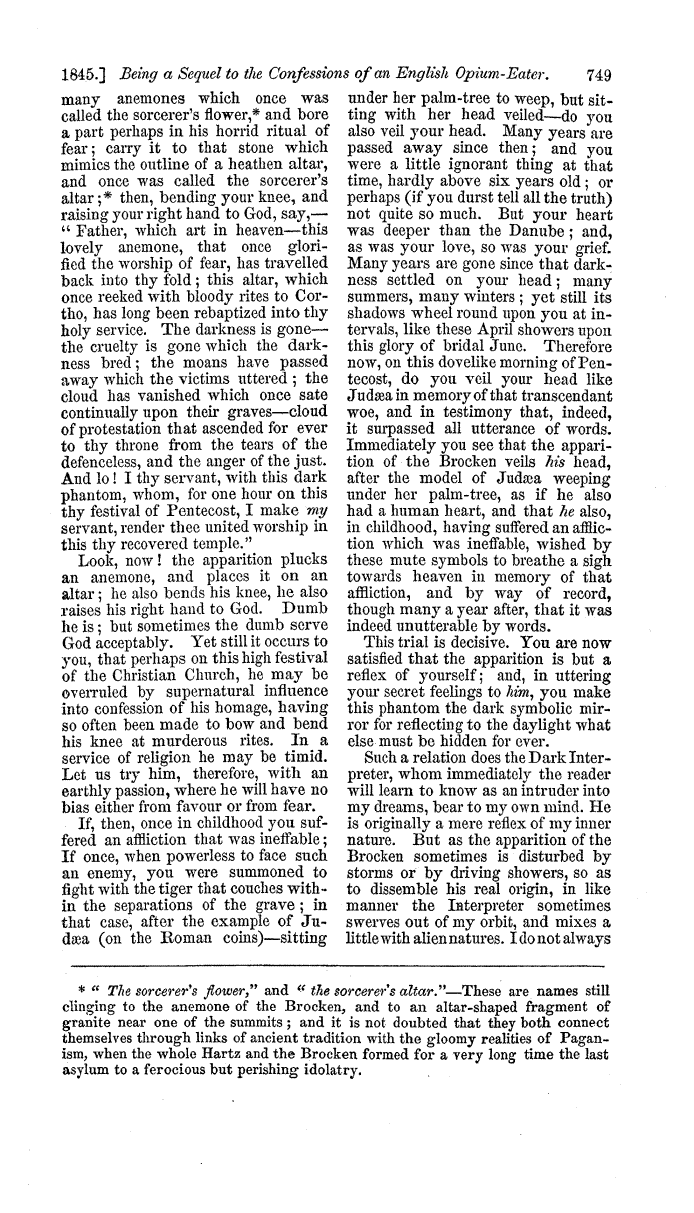 1845.] Being a Sequel to the Confessions of an English Opium-Eater. 749
many anemones which once was
called the sorcerer's flower,* and bore
a part perhaps in his horrid ritual of
fear; carry it to that stone which
mimics the outline of a heathen altar,
and once was called the sorcerer's
altar;* then, bending your knee, and
raising your right hand to God, say,—
" Father, which art in heaven—this
lovely anemone, that once glori-
fied the worship of fear, has travelled
back into thy fold; this altar, which
once reeked with bloody rites to Cor-
tho, has long been rebaptized into thy
holy service. The darkness is gone—
the cruelty is gone which the dark-
ness bred; the moans have passed
away which the victims uttered; the
cloud has vanished which once sate
continually upon their graves—cloud
of protestation that ascended for ever
to thy throne from the tears of the
defenceless, and the anger of the just.
And lo! I thy servant, with this dark
phantom, whom, for one hour on this
thy festival of Pentecost, I make my
servant, render thee united worship in
this thy recovered temple."
Look, now! the apparition plucks
an anemone, and places it on an
altar; he also bends his knee, he also
raises his right hand to God. Dumb
he is; but sometimes the dumb serve
God acceptably. Yet still it occurs to
you, that perhaps on this high festival
of the Christian Church, he may be
overruled by supernatural influence
into confession of his homage, having
so often been made to bow and bend
his knee at murderous rites. In a
service of religion he may be timid.
Let us try him, therefore, with an
earthly passion, where he will have no
bias either from favour or from fear.
If, then, once in childhood you suf-
fered an affliction that was ineffable;
If once, when powerless to face such
an enemy, you were summoned to
fight with the tiger that couches with-
in the separations of the grave; in
that case, after the example of Ju-
dæa (on the Roman coins)—sitting
under her palm-tree to weep, but sit-
ting with her head veiled—do you
also veil your head. Many years are
passed away since then; and you
were a little ignorant thing at that
time, hardly above six years old; or
perhaps (if you durst tell all the truth)
not quite so much. But your heart
was deeper than the Danube; and,
as was your love, so was your grief.
Many years are gone since that dark-
ness settled on your head; many
summers, many winters; yet still its
shadows wheel round upon you at in-
tervals, like these April showers upon
this glory of bridal June. Therefore
now, on this dovelike morning of Pen-
tecost, do you veil your head like
Judæa in memory of that transcendant
woe, and in testimony that, indeed,
it surpassed all utterance of words.
Immediately you see that the appari-
tion of the Brocken veils his head,
after the model of Judæa weeping
under her palm-tree, as if he also
had a human heart, and that he also,
in childhood, having suffered an afflic-
tion which was ineffable, wished by
these mute symbols to breathe a sigh
towards heaven in memory of that
affliction, and by way of record,
though many a year after, that it was
indeed unutterable by words.
This trial is decisive. You are now
satisfied that the apparition is but a
reflex of yourself; and, in uttering
your secret feelings to him, you make
this phantom the dark symbolic mir-
ror for reflecting to the daylight what
else must be hidden for ever.
Such a relation does the Dark Inter-
preter, whom immediately the reader
will learn to know as an intruder into
my dreams, bear to my own mind. He
is originally a mere reflex of my inner
nature. But as the apparition of the
Brocken sometimes is disturbed by
storms or by driving showers, so as
to dissemble his real origin, in like
manner the Interpreter sometimes
swerves out of my orbit, and mixes a
little with alien natures. I do not always
* " The sorcerer's flower," and " the sorcerer's altar."—These are names still
clinging to the anemone of the Brocken, and to an altar-shaped fragment of
granite near one of the summits; and it is not doubted that they both connect
themselves through links of ancient tradition with the gloomy realities of Pagan-
ism, when the whole Hartz and the Brocken formed for a very long time the last
asylum to a ferocious but perishing idolatry.